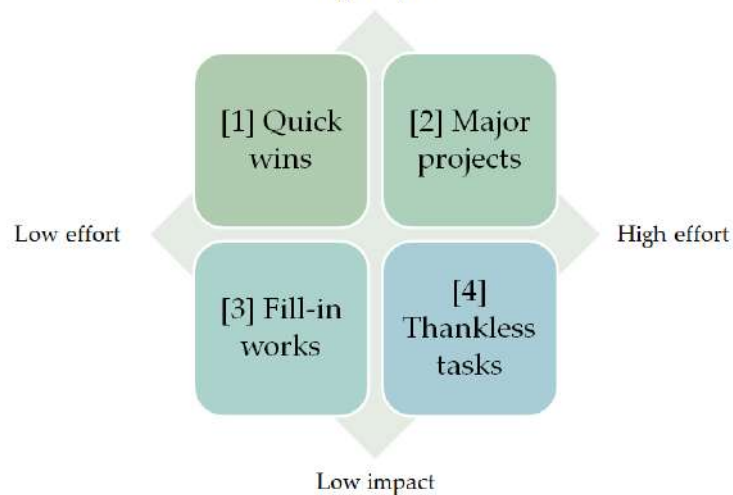 [1] Quick
wins
[2] Major
projects
Low effort
High effort
[3] Fill-in
works
[4]
Thankless
tasks
Low impact